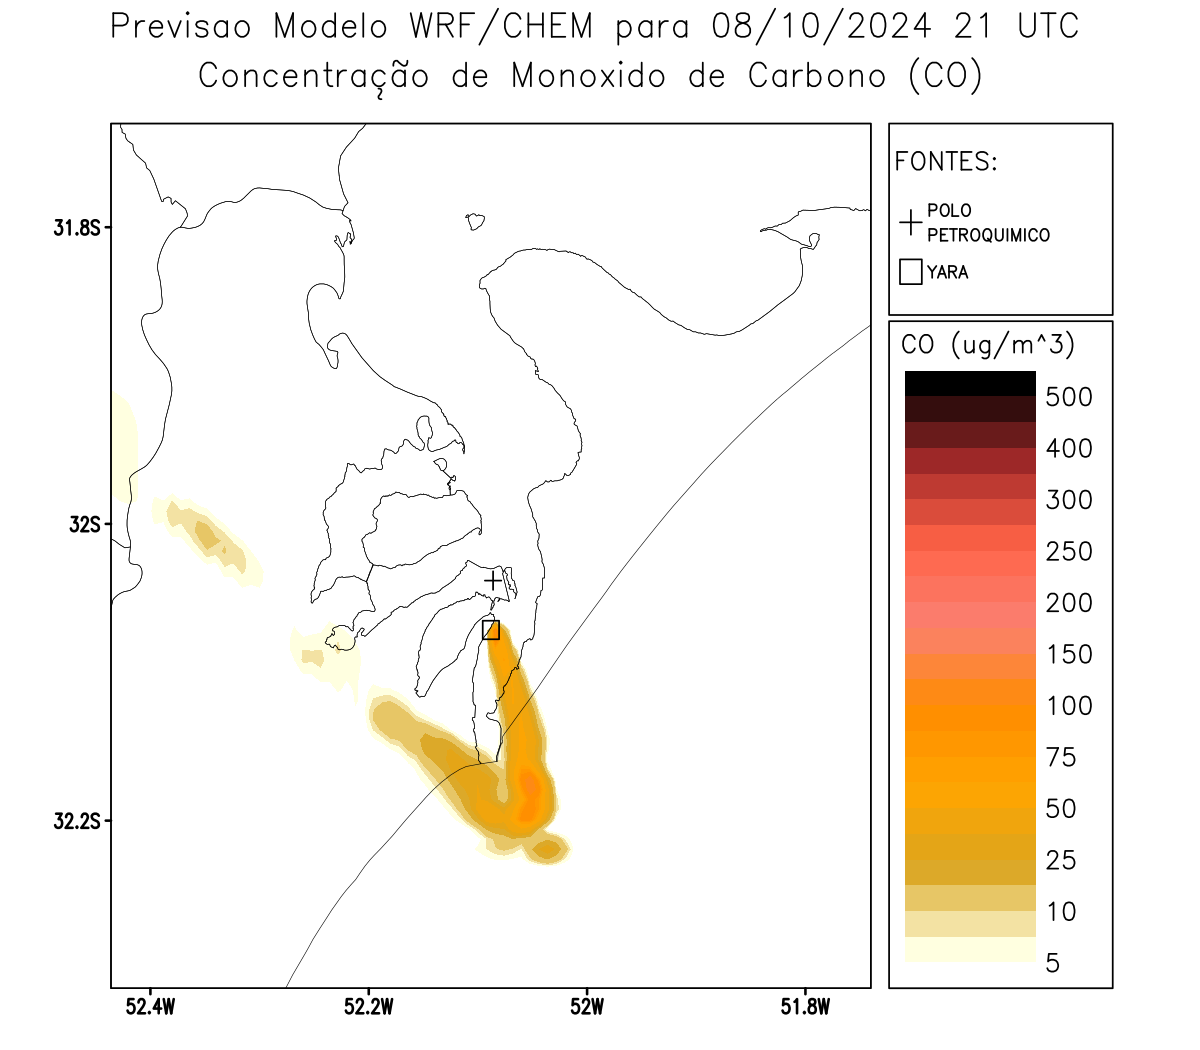 Previsao Modelo WRF/CHEM para 08/10/2024 21 UTC
Concentração de Monoxido de Carbono (CO)
FONTES:
POLO
PETROQUIMICO
YARA
CO (ug/m^3)
500
400
300
250
200
150
100
75
50
25
10
5
31.8S
32S
32.2S
52.4W
52.2W
52W
51.8W